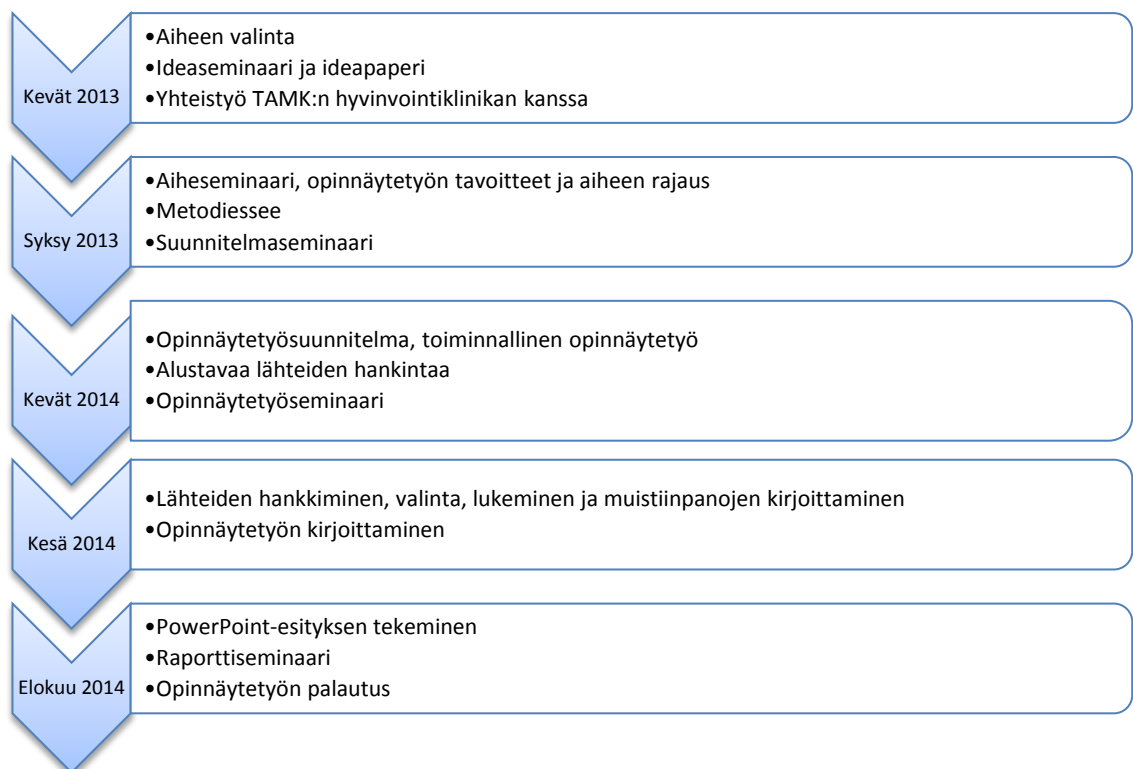 Kevät 2013
•Aiheen valinta
•Ideaseminaari ja ideapaperi
•Yhteistyö TAMK:n hyvinvointiklinikan kanssa
Syksy 2013
•Aiheseminaari, opinnäytetyön tavoitteet ja aiheen rajaus
•Metodiessee
•Suunnitelmaseminaari
Kevät 2014
•Opinnäytetyösuunnitelma, toiminnallinen opinnäytetyö
•Alustavaa lähteiden hankintaa
•Opinnäytetyöseminaari
Kesä 2014
•Lähteiden hankkiminen, valinta, lukeminen ja muistiinpanojen kirjoittaminen
•Opinnäytetyön kirjoittaminen
Elokuu 2014
•PowerPoint-esityksen tekeminen
•Raporttiseminaari
•Opinnäytetyön palautus